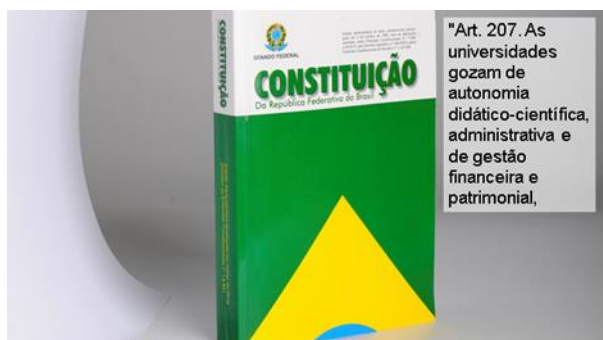 SENADO FEDERAL
CONSTITUIÇÃO
Da República Federativa do Brasil
CONSTITUIÇÃO
"Art. 207. As
universidades
gozam de
autonomia
didático-científica,
administrativa e
de gestão
financeira e
patrimonial,